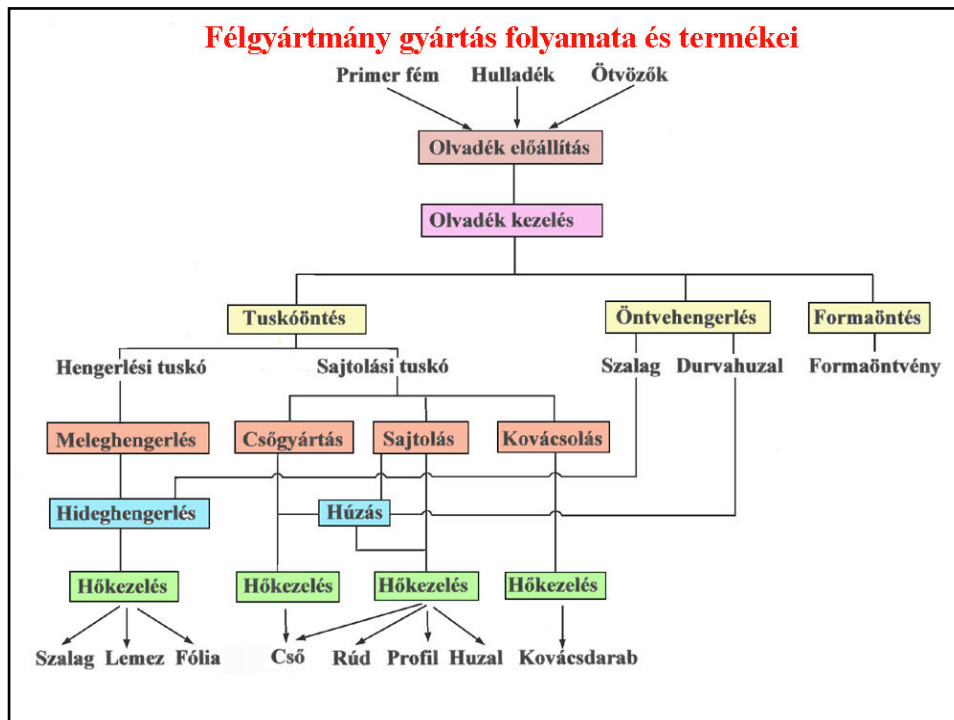 Félgyártmány gyártás folyamata és termékei
Primer fém Hulladék Ötvözők
Olvadék előállítás
Olvadék kezelés
Tuskóöntés Öntvehengerlés Formaöntés
Hengerlési tuskó Sajtolási tuskó Szalag Durvahuzal Formaöntvény
Meleghengerlés Csőgyártás Sajtolás Kovácsolás
Hideghengerlés Húzás
Hőkezelés Hőkezelés Hőkezelés Hőkezelés
Szalag Lemez Fólia Cső Rúd Profil Huzal Kovácsdarab